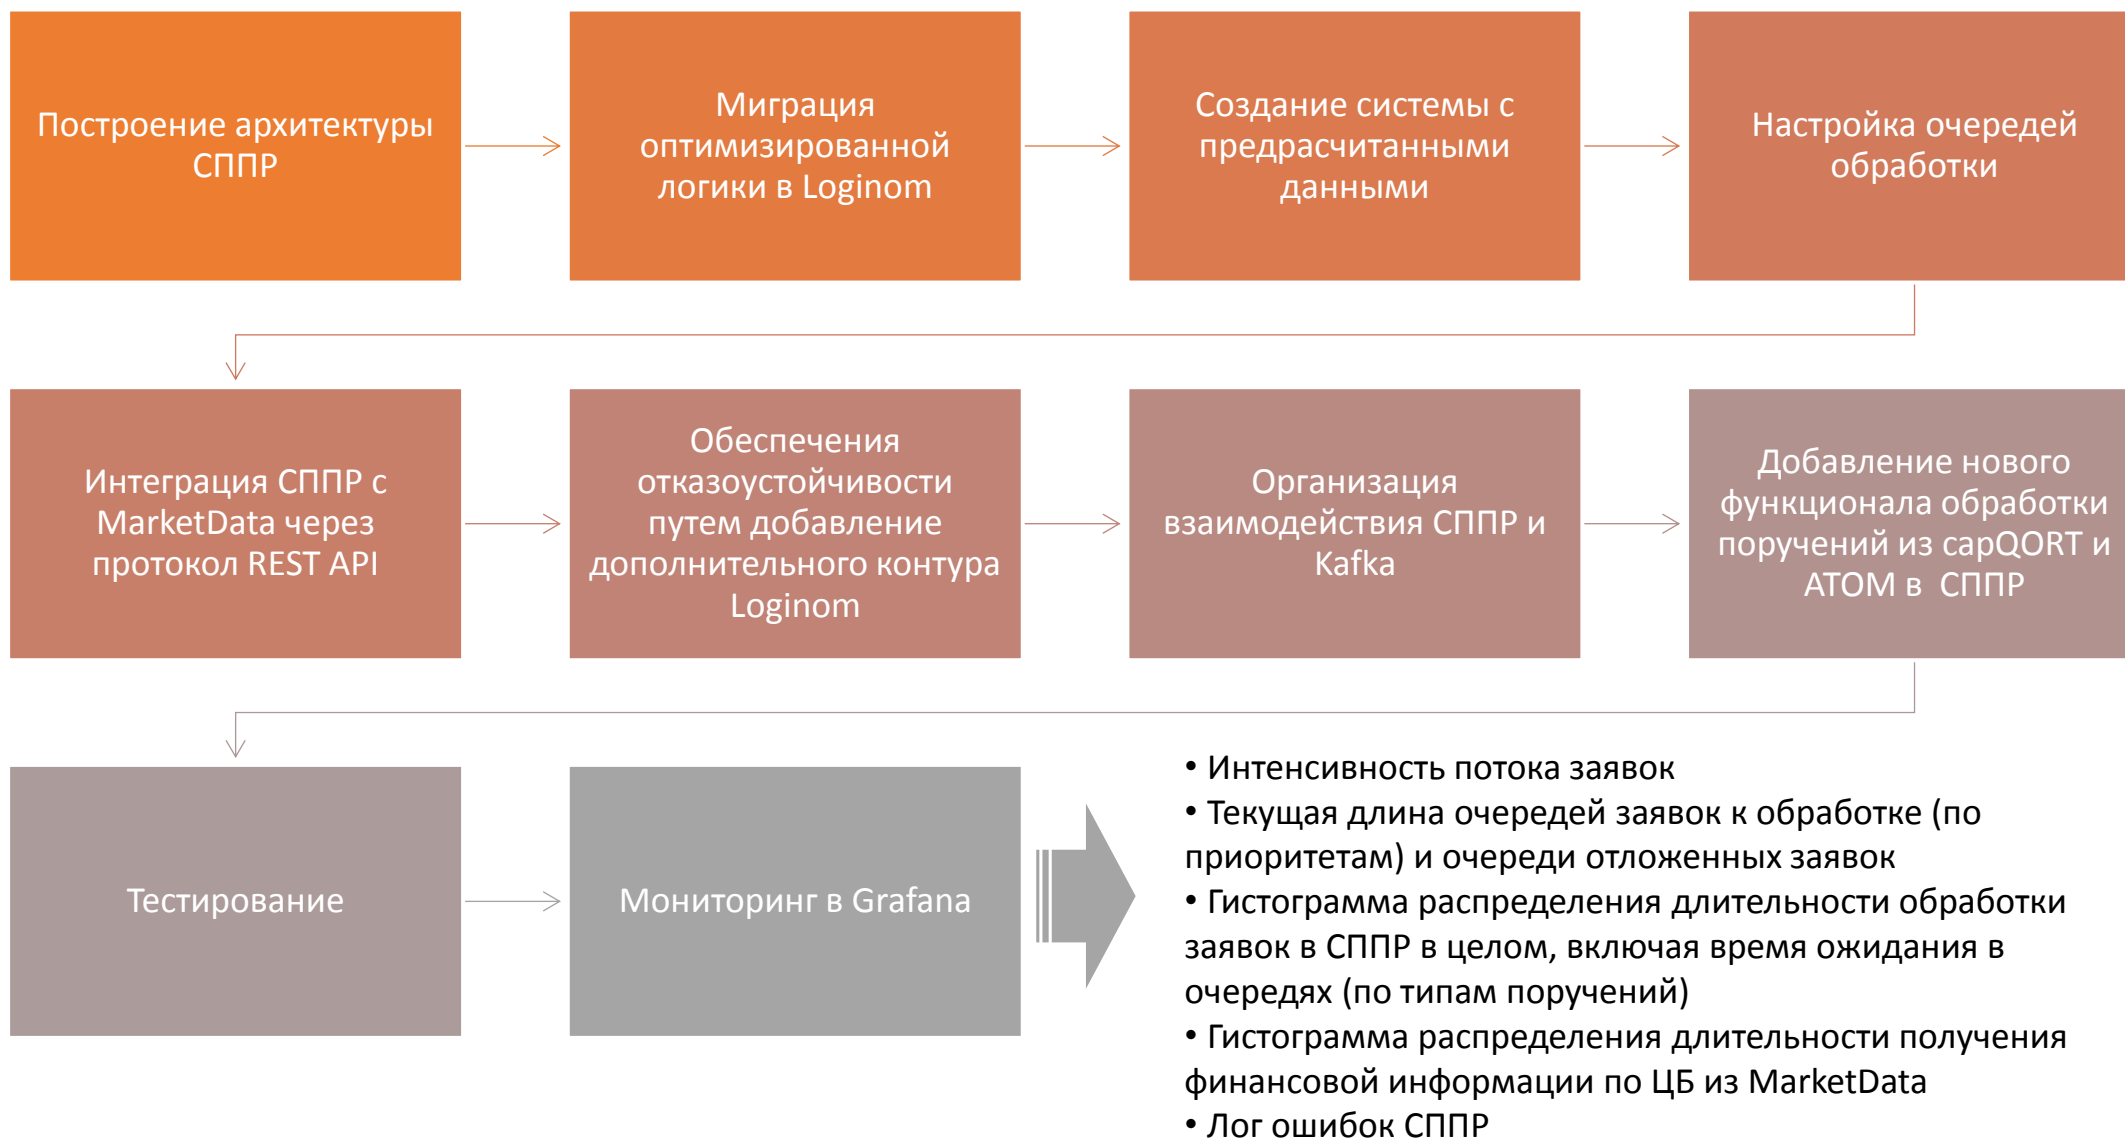 Построение архитектуры
СППР
Миграция
оптимизированной
логики в Loginom
Создание системы с
предрасчитанными
данными
Настройка очередей
обработки
Интеграция СППР с
MarketData через
протокол REST API
Обеспечения
отказоустойчивости
путем добавление
дополнительного контура
Loginom
Организация
взаимодействия СППР и
Kafka
Добавление нового
функционала обработки
поручений из capQORT и
АТОМ в  СППР
Тестирование
Мониторинг в Grafana
• Интенсивность потока заявок
• Текущая длина очередей заявок к обработке (по
приоритетам) и очереди отложенных заявок
• Гистограмма распределения длительности обработки
заявок в СППР в целом, включая время ожидания в
очередях (по типам поручений)
• Гистограмма распределения длительности получения
финансовой информации по ЦБ из MarketData
• Лог ошибок СППР